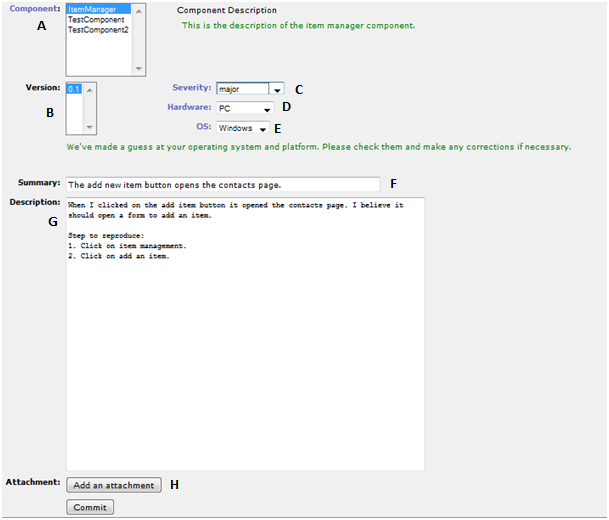 Component: ItemManager Component Description
A TestComponent This is the description of the item manager component.
TestComponent2
Version: 0.1 Severity: major C
B Hardware: PC D
OS: Windows E
We've made a guess at your operating system and platform. Please check them and make any corrections if necessary.
Summary: The add new item button opens the contacts page. F
Description: When I clicked on the add item button it opened the contacts page. I believe it
G should open a form to add an item.
Step to reproduce:
1. Click on item management.
2. Click on add an item.
Attachment: Add an attachment H
Commit